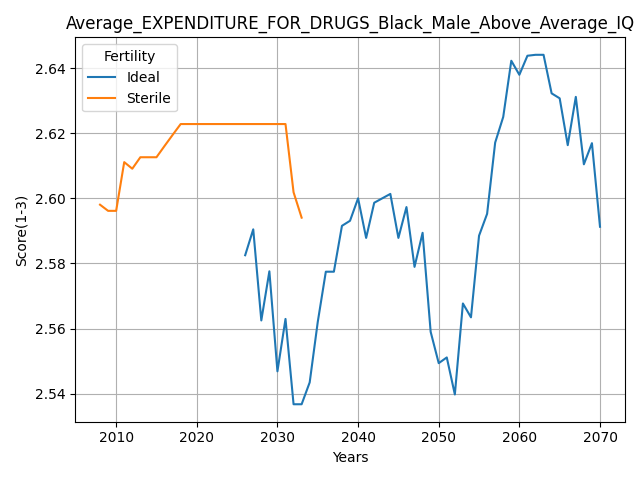 Average_EXPENDITURE_FOR_DRUGS_Black_Male_Above_Average_IQ
Fertility
Ideal
Sterile
2.64
2.62
2.60
2.58
2.56
2.54
Score(1-3)
2010 2020 2030 2040 2050 2060 2070
Years